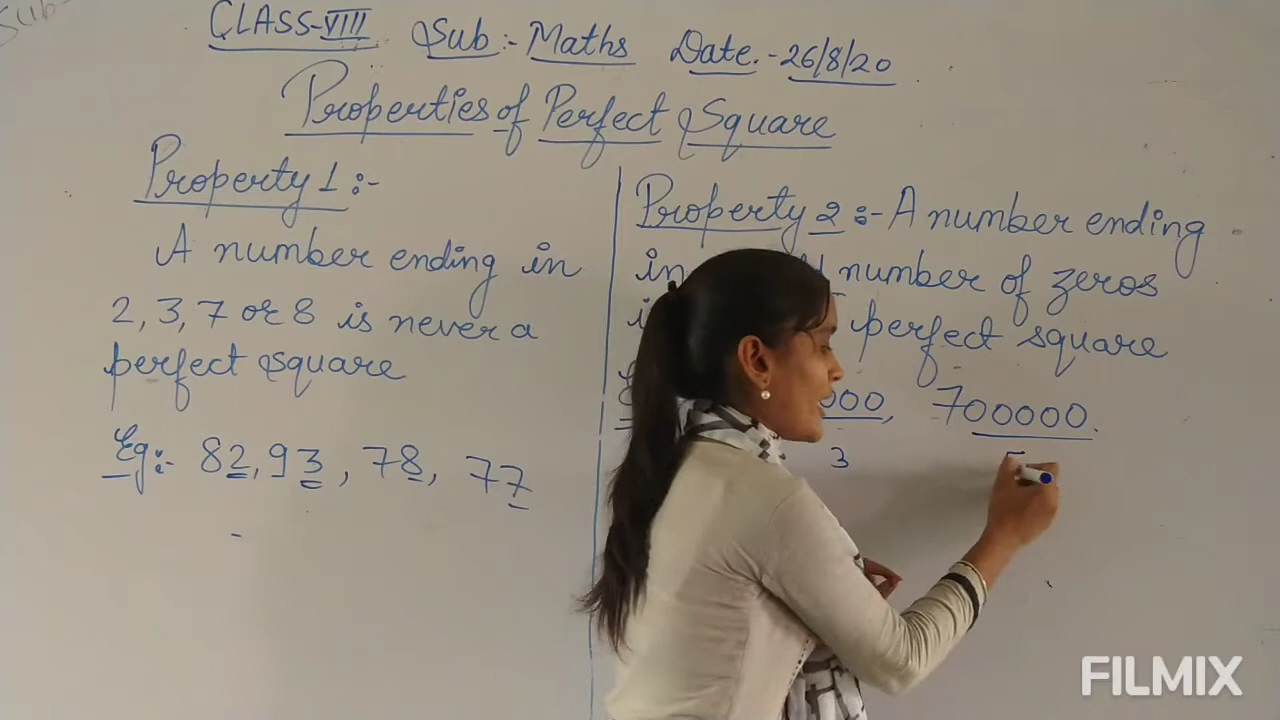 Sub-
CLASS-VIII Sub:- Maths Date.-26/8/20
Properties of Perfect Square
Property 1:-
A number ending in
2, 3, 7 or 8 is never a
perfect square
Eg:- 82, 93, 78, 77
Property 2:- A number ending
in number of zeros
perfect square
000, 700000.
3
FILMIX